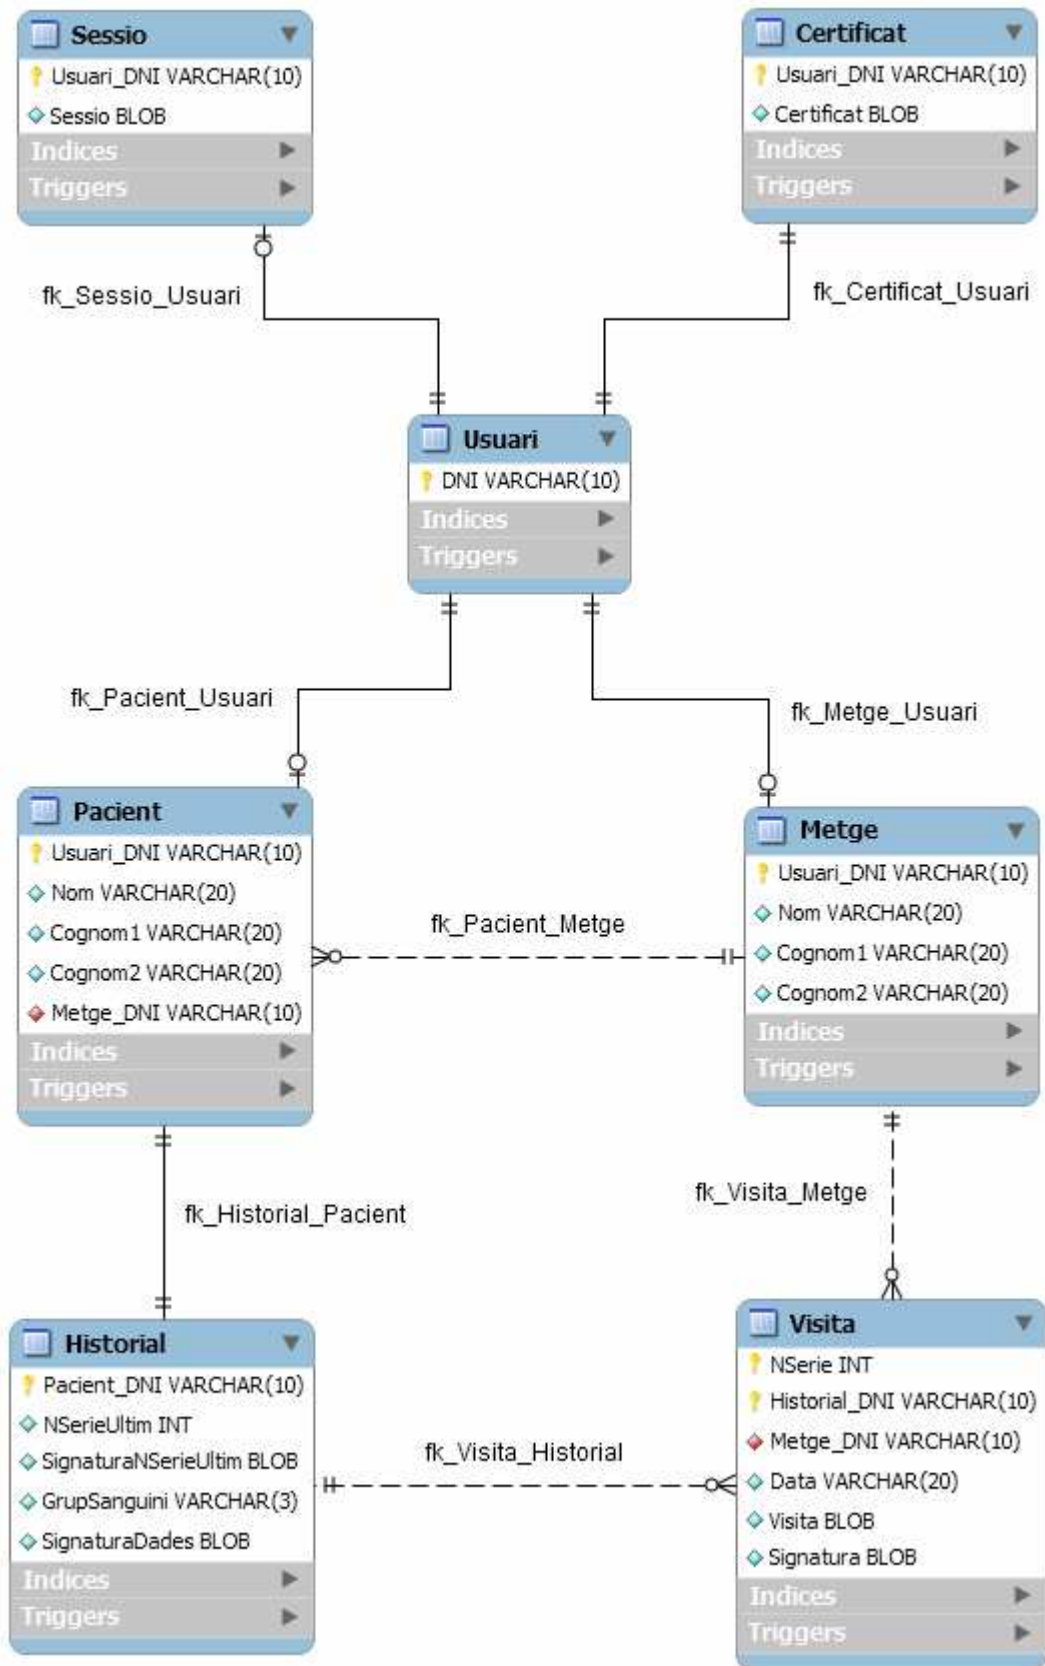 Sessio
Usuari_DNI VARCHAR(10)
Sessio BLOB
Indices
Triggers
Certificat
Usuari_DNI VARCHAR(10)
Certificat BLOB
Indices
Triggers
fk_Sessio_Usuari
fk_Certificat_Usuari
Usuari
DNI VARCHAR(10)
Indices
Triggers
fk_Pacient_Usuari
fk_Metge_Usuari
Pacient
Usuari_DNI VARCHAR(10)
Nom VARCHAR(20)
Cognom1 VARCHAR(20)
Cognom2 VARCHAR(20)
Metge_DNI VARCHAR(10)
Indices
Triggers
fk_Pacient_Metge
Metge
Usuari_DNI VARCHAR(10)
Nom VARCHAR(20)
Cognom1 VARCHAR(20)
Cognom2 VARCHAR(20)
Indices
Triggers
fk_Historial_Pacient
fk_Visita_Metge
Historial
Pacient_DNI VARCHAR(10)
NSerieUltim INT
SignaturaNSerieUltim BLOB
GrupSanguini VARCHAR(3)
SignaturaDades BLOB
Indices
Triggers
fk_Visita_Historial
Visita
NSerie INT
Historial_DNI VARCHAR(10)
Metge_DNI VARCHAR(10)
Data VARCHAR(20)
Visita BLOB
Signatura BLOB
Indices
Triggers